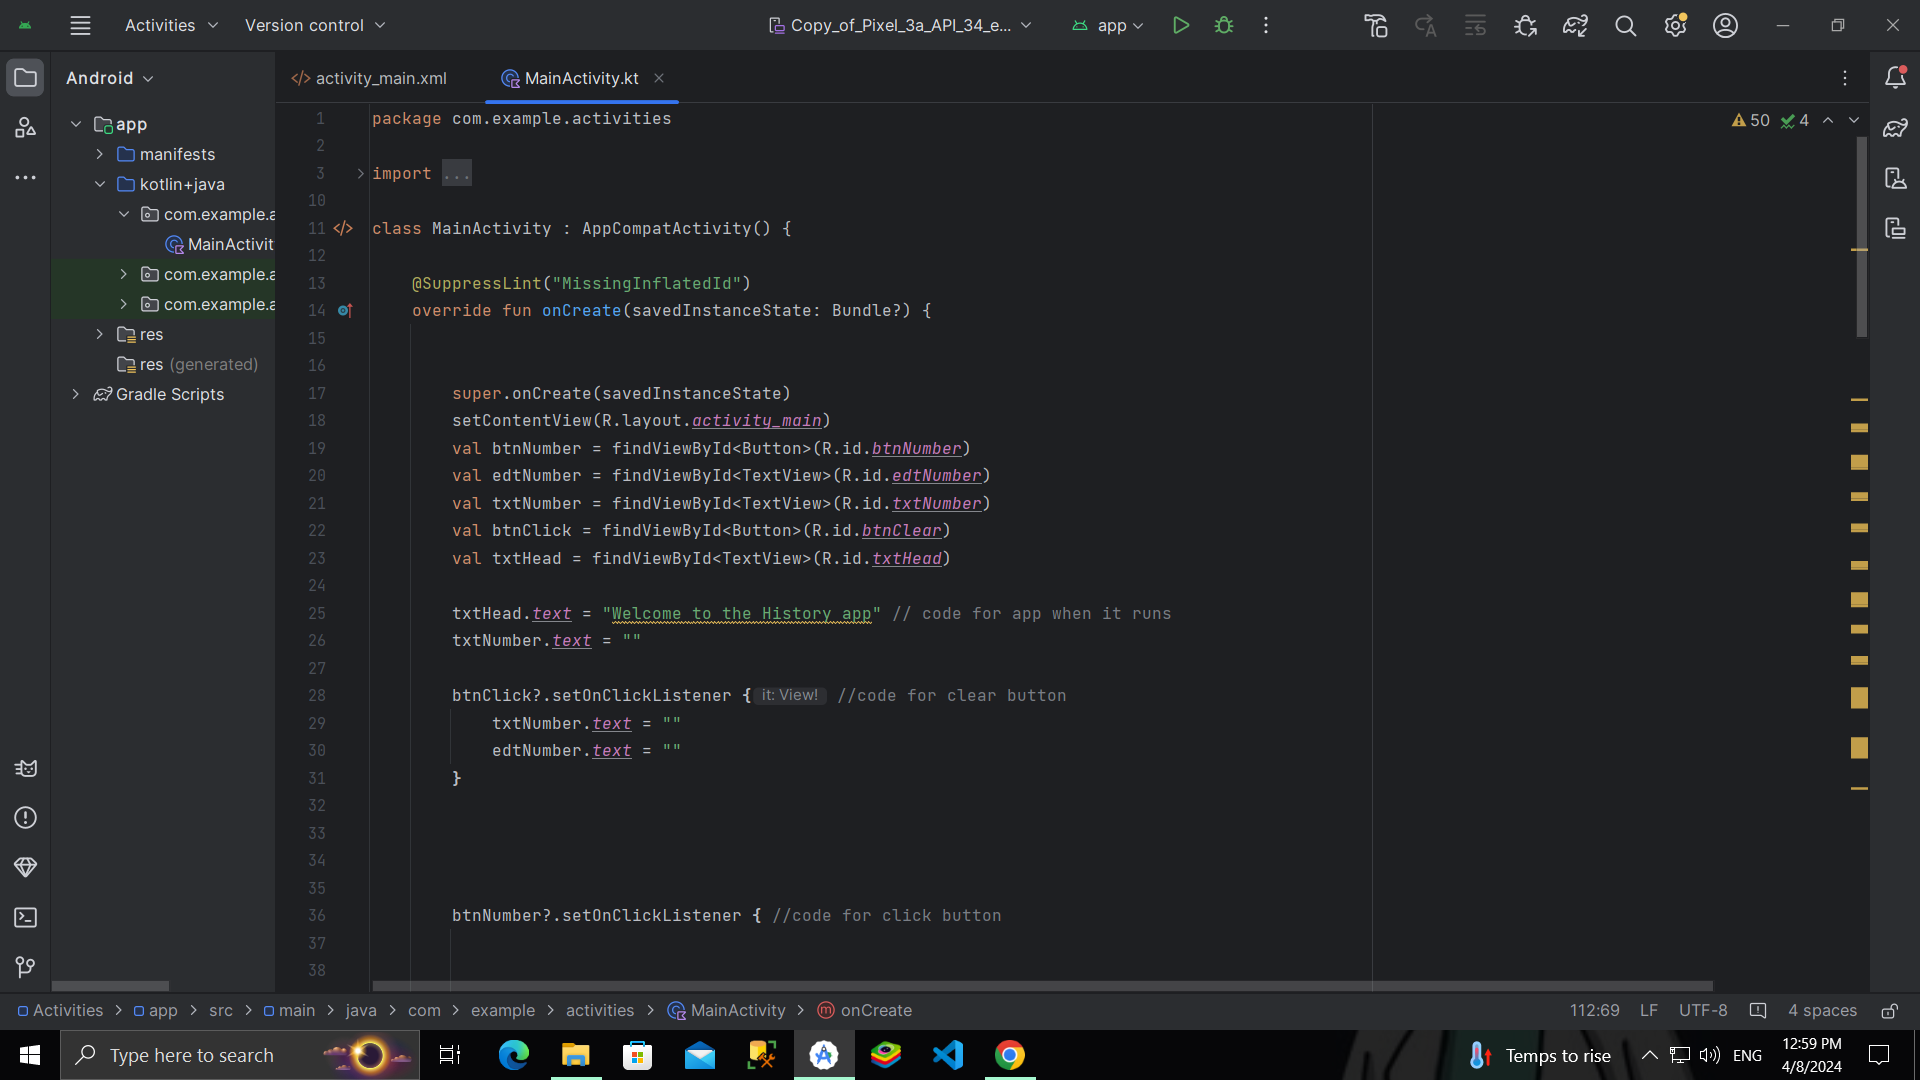 Activities
Version control
Copy_of_Pixel_3a_API_34_e...
app
Android
activity_main.xml
MainActivity.kt
app
manifests
kotlin+java
com.example.a
MainActivit
com.example.a
com.example.a
res
res (generated)
Gradle Scripts
50
4
1 package com.example.activities
2
3 import ...
10
11 class MainActivity : AppCompatActivity() {
12
13 @SuppressLint("MissingInflatedId")
14 override fun onCreate(savedInstanceState: Bundle?) {
15
16
17 super.onCreate(savedInstanceState)
18 setContentView(R.layout.activity_main)
19 val btnNumber = findViewById<Button>(R.id.btnNumber)
20 val edtNumber = findViewById<TextView>(R.id.edtNumber)
21 val txtNumber = findViewById<TextView>(R.id.txtNumber)
22 val btnClick = findViewById<Button>(R.id.btnClear)
23 val txtHead = findViewById<TextView>(R.id.txtHead)
24
25 txtHead.text = "Welcome to the History app" // code for app when it runs
26 txtNumber.text = ""
27
28 btnClick?.setOnClickListener { it: View! //code for clear button
29 txtNumber.text = ""
30 edtNumber.text = ""
31 }
32
33
34
35
36 btnNumber?.setOnClickListener { //code for click button
37
38
Activities > app > src > main > java > com > example > activities > MainActivity > onCreate
112:69 LF UTF-8 4 spaces
Type here to search
Temps to rise
ENG
12:59 PM
4/8/2024